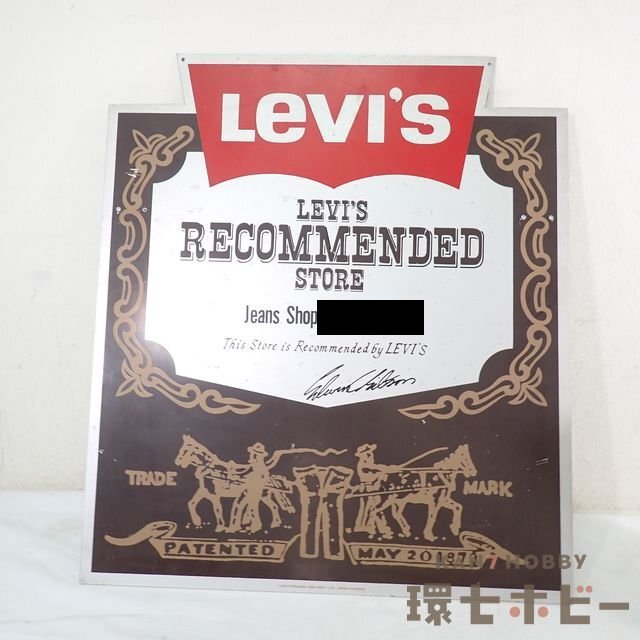 LEVI'S
LEVI'S
RECOMMENDED
STORE
Jeans Shop
This Store is Recommended by LEVI'S
TRADE MARK
PATENTED MAY 20 1873
KAN7HOBBY
環七ホビー